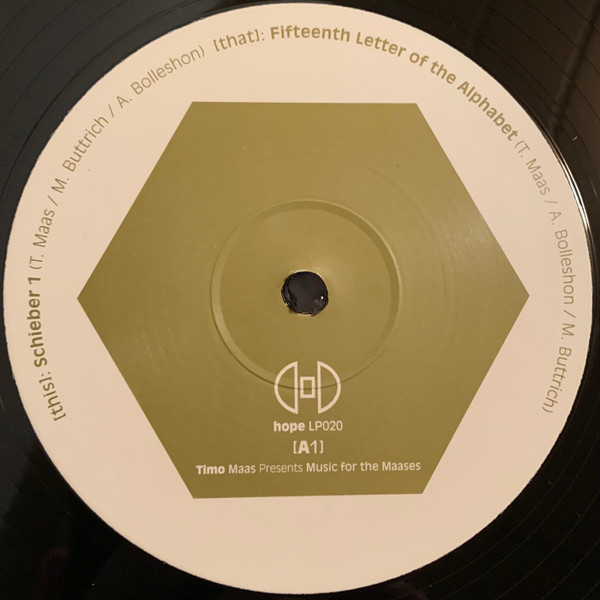 [this]: Schieber 1 (T. Maas / M. Buttrich / A. Bolleshon) [that]: Fifteenth Letter of the Alphabet (T. Maas / A. Bolleshon / M. Buttrich)
hope LP020
[A1]
Timo Maas Presents Music for the Maases